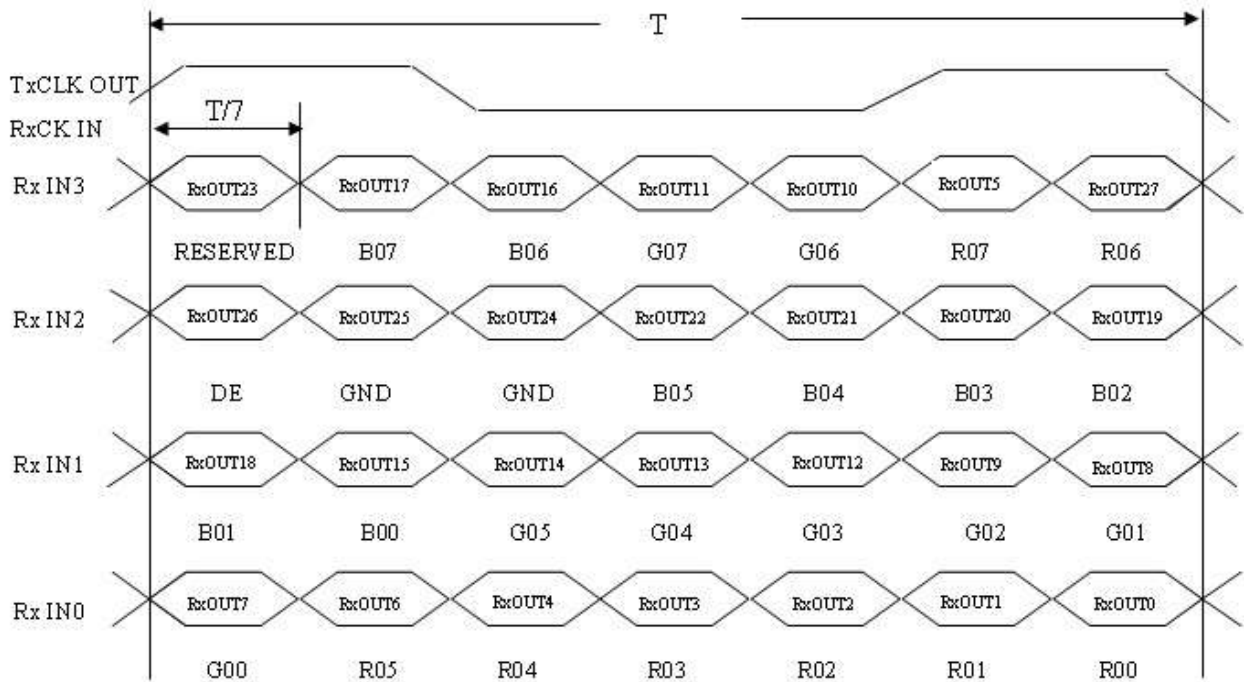 T
TxCLK OUT
T/7
RxCK IN
Rx IN3 RxOUT23 RxOUT17 RxOUT16 RxOUT11 RxOUT10 RxOUT5 RxOUT27
RESERVED B07 B06 G07 G06 R07 R06
Rx IN2 RxOUT26 RxOUT25 RxOUT24 RxOUT22 RxOUT21 RxOUT20 RxOUT19
DE GND GND B05 B04 B03 B02
Rx IN1 RxOUT18 RxOUT15 RxOUT14 RxOUT13 RxOUT12 RxOUT9 RxOUT8
B01 B00 G05 G04 G03 G02 G01
Rx IN0 RxOUT7 RxOUT6 RxOUT4 RxOUT3 RxOUT2 RxOUT1 RxOUT0
G00 R05 R04 R03 R02 R01 R00